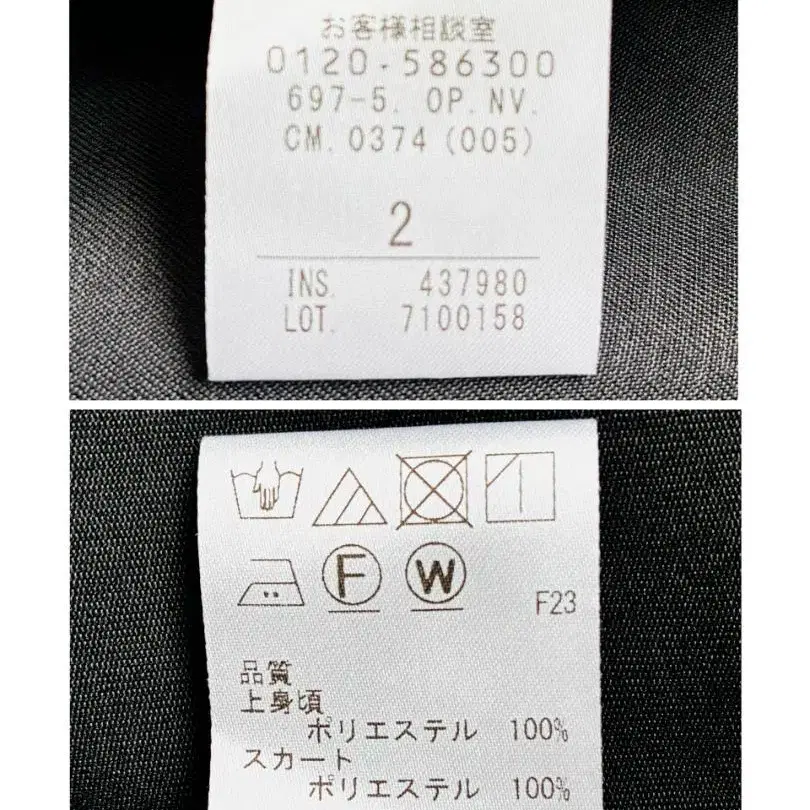 お客様相談室
0120-586300
697-5. OP. NV.
CM. 0374 (005)
2
INS. 437980
LOT. 7100158
F W
F23
品質
上身頃
ポリエステル 100%
スカート
ポリエステル 100%